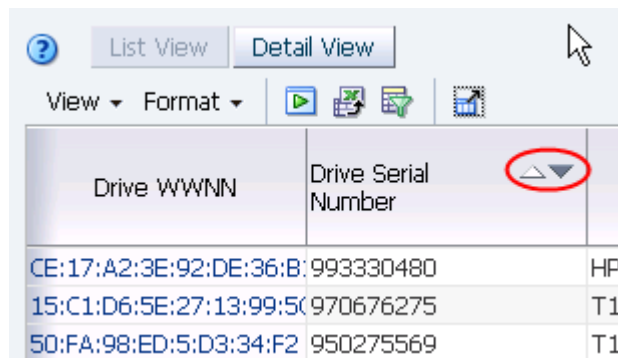 ? List View Detail View
View Format
Drive WWNN Drive Serial Number
CE:17:A2:3E:92:DE:36:B 993330480 HP
15:C1:D6:5E:27:13:99:5 970676275 T1
50:FA:98:ED:5:D3:34:F2 950275569 T1